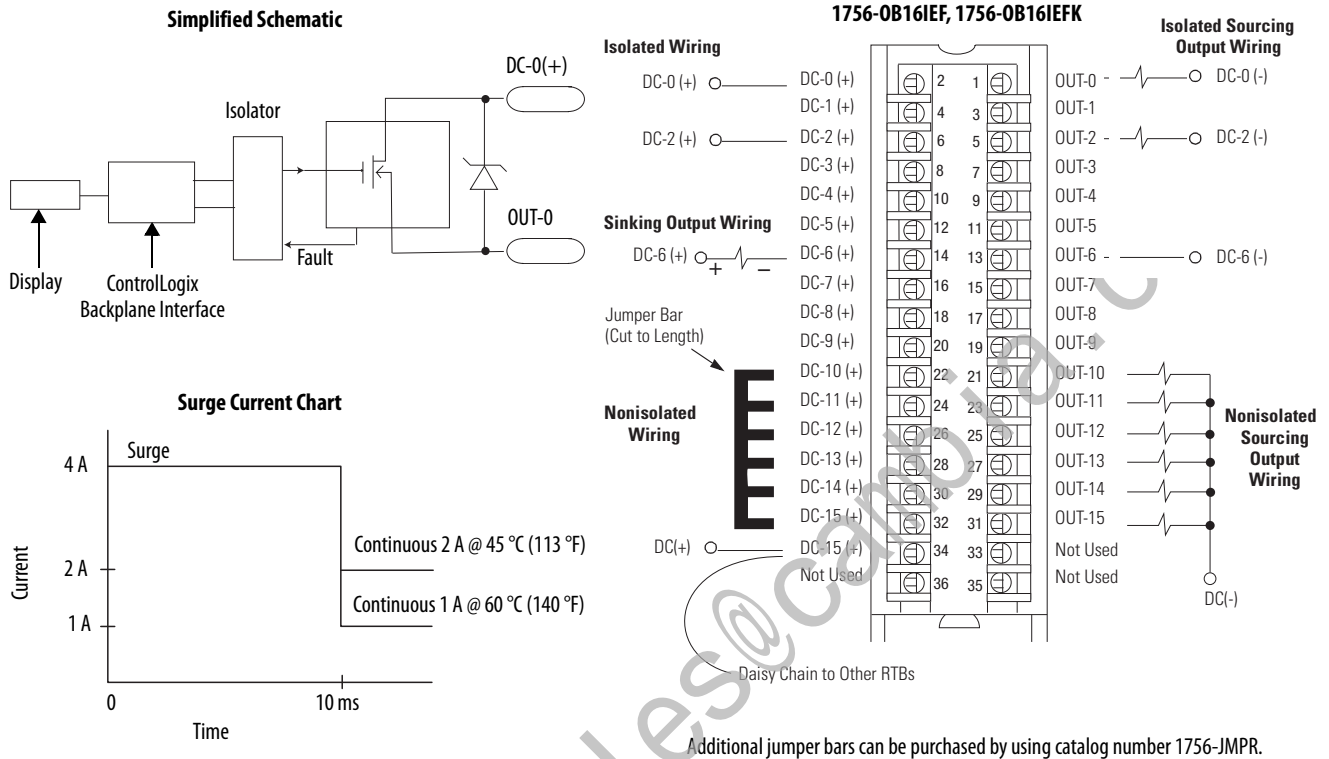 Simplified Schematic
DC-0(+)
Isolator
OUT-0
Fault
Display
ControlLogix
Backplane Interface
Surge Current Chart
Surge
4 A
2 A
1 A
Current
Continuous 2 A @ 45 °C (113 °F)
Continuous 1 A @ 60 °C (140 °F)
0
10 ms
Time
1756-OB16IEF, 1756-OB16IEFK
Isolated Wiring
Isolated Sourcing
Output Wiring
DC-0 (+) DC-0 (+) 2 1 OUT-0 DC-0 (-)
DC-1 (+) 4 3 OUT-1
DC-2 (+) DC-2 (+) 6 5 OUT-2 DC-2 (-)
DC-3 (+) 8 7 OUT-3
DC-4 (+) 10 9 OUT-4
Sinking Output Wiring
DC-5 (+) 12 11 OUT-5
DC-6 (+) + – DC-6 (+) 14 13 OUT-6 DC-6 (-)
DC-7 (+) 16 15 OUT-7
DC-8 (+) 18 17 OUT-8
DC-9 (+) 20 19 OUT-9
Jumper Bar
(Cut to Length)
DC-10 (+) 22 21 OUT-10
DC-11 (+) 24 23 OUT-11
DC-12 (+) 26 25 OUT-12
DC-13 (+) 28 27 OUT-13
DC-14 (+) 30 29 OUT-14
DC-15 (+) 32 31 OUT-15
Nonisolated
Wiring
Nonisolated
Sourcing
Output
Wiring
DC(+) DC-15 (+) 34 33 Not Used
Not Used 36 35 Not Used
DC(-)
Daisy Chain to Other RTBs
Additional jumper bars can be purchased by using catalog number 1756-JMPR.
les@cambia.c